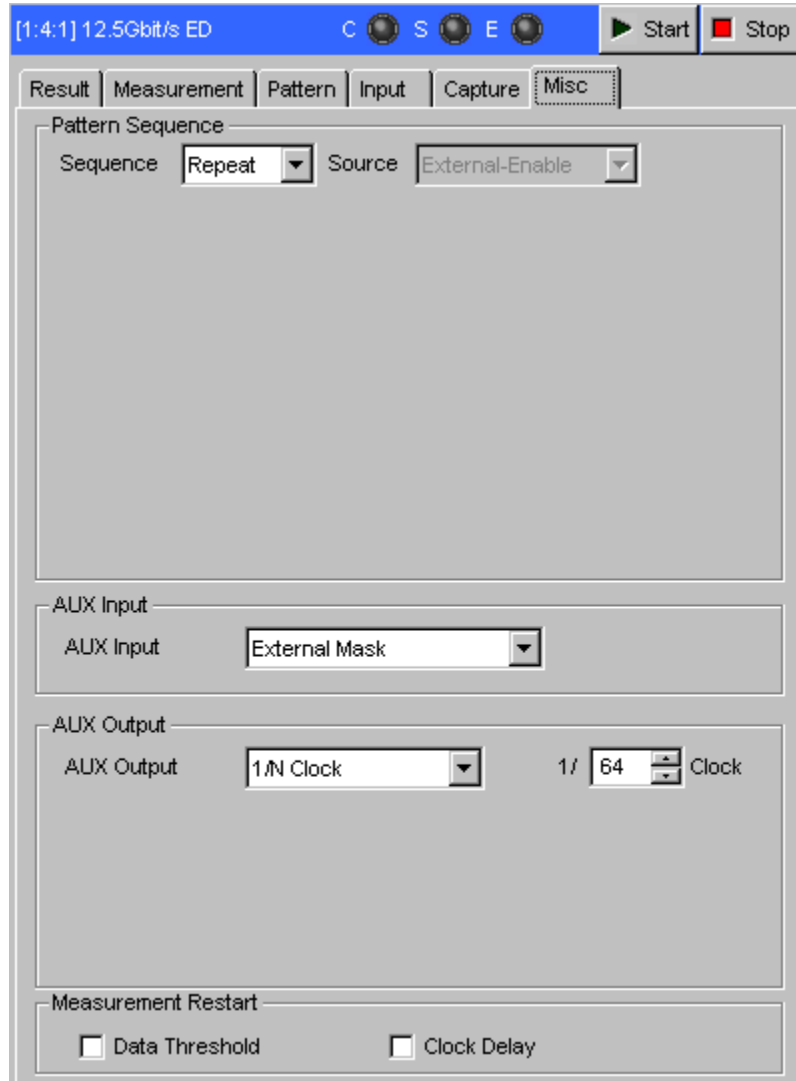 [1:4:1] 12.5Gbit/s ED C S E Start Stop
Result Measurement Pattern Input Capture Misc
Pattern Sequence
Sequence Repeat Source External-Enable
AUX Input
AUX Input External Mask
AUX Output
AUX Output 1/N Clock 1/ 64 Clock
Measurement Restart
Data Threshold Clock Delay